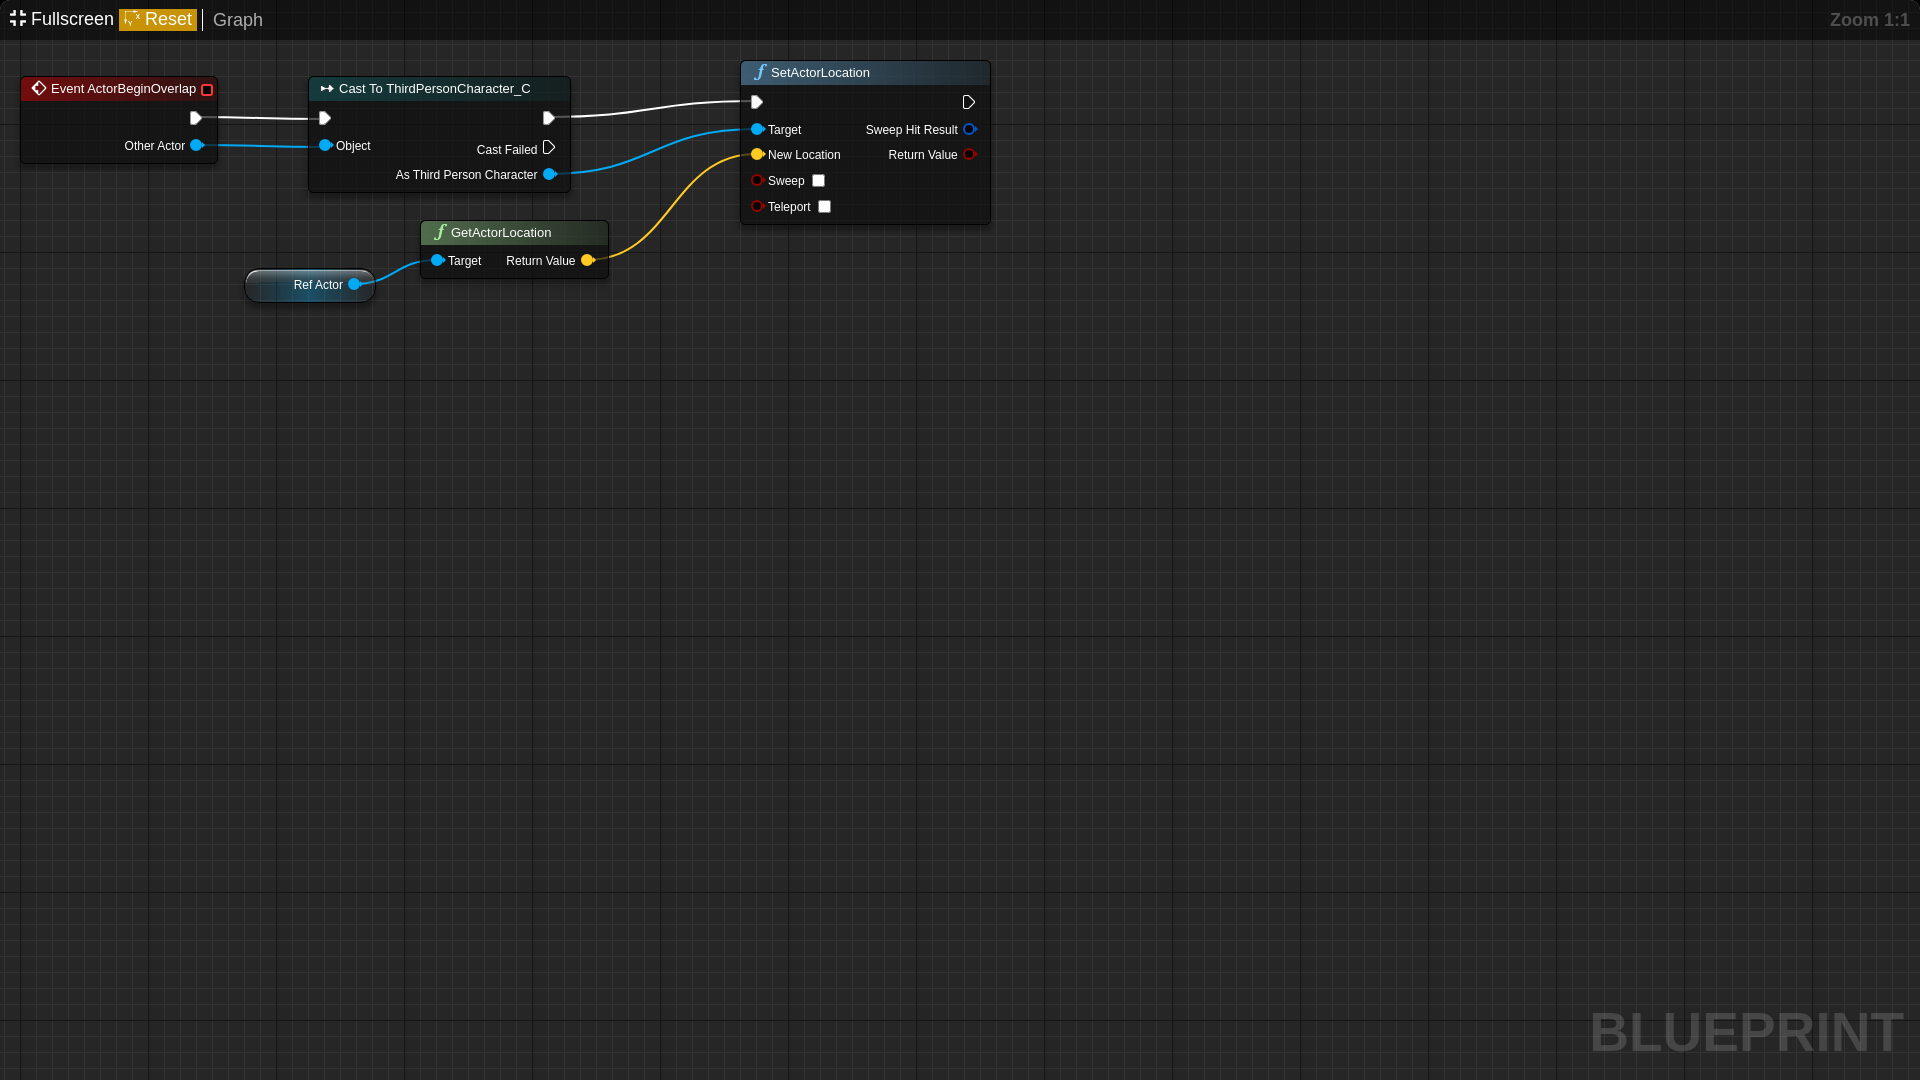 Fullscreen Reset Graph Zoom 1:1
Event ActorBeginOverlap
Other Actor
Cast To ThirdPersonCharacter_C
Object
Cast Failed
As Third Person Character
SetActorLocation
Target Sweep Hit Result
New Location Return Value
Sweep
Teleport
GetActorLocation
Target Return Value
Ref Actor
BLUEPRINT